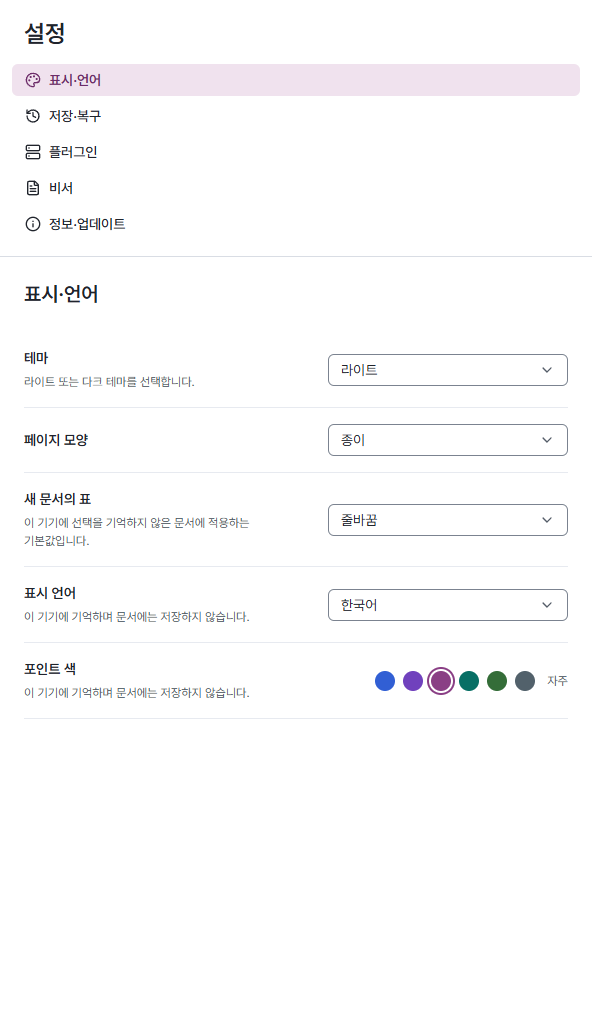 설정
표시·언어
저장·복구
플러그인
비서
정보·업데이트
표시·언어
테마
라이트 또는 다크 테마를 선택합니다.
라이트
페이지 모양
종이
새 문서의 표
이 기기에 선택을 기억하지 않은 문서에 적용하는
기본값입니다.
줄바꿈
표시 언어
이 기기에 기억하며 문서에는 저장하지 않습니다.
한국어
포인트 색
이 기기에 기억하며 문서에는 저장하지 않습니다.
자주